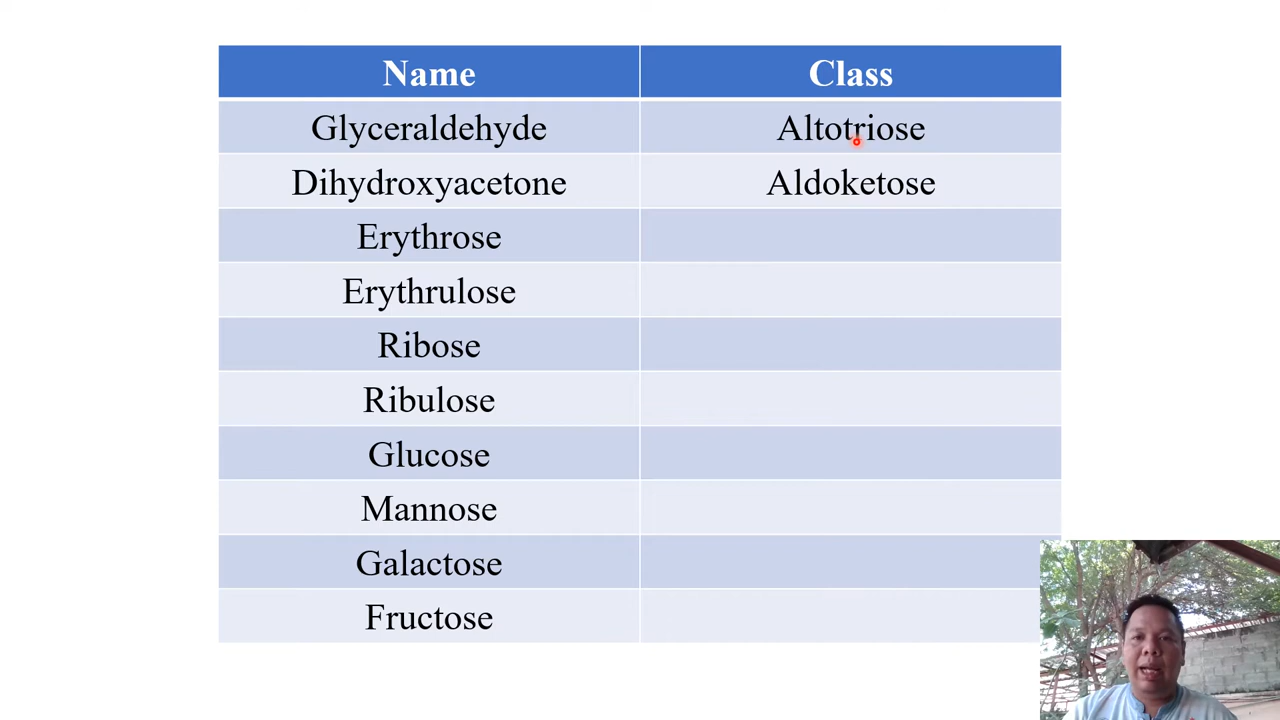 Name Class
Glyceraldehyde Altotriose
Dihydroxyacetone Aldoketose
Erythrose
Erythrulose
Ribose
Ribulose
Glucose
Mannose
Galactose
Fructose